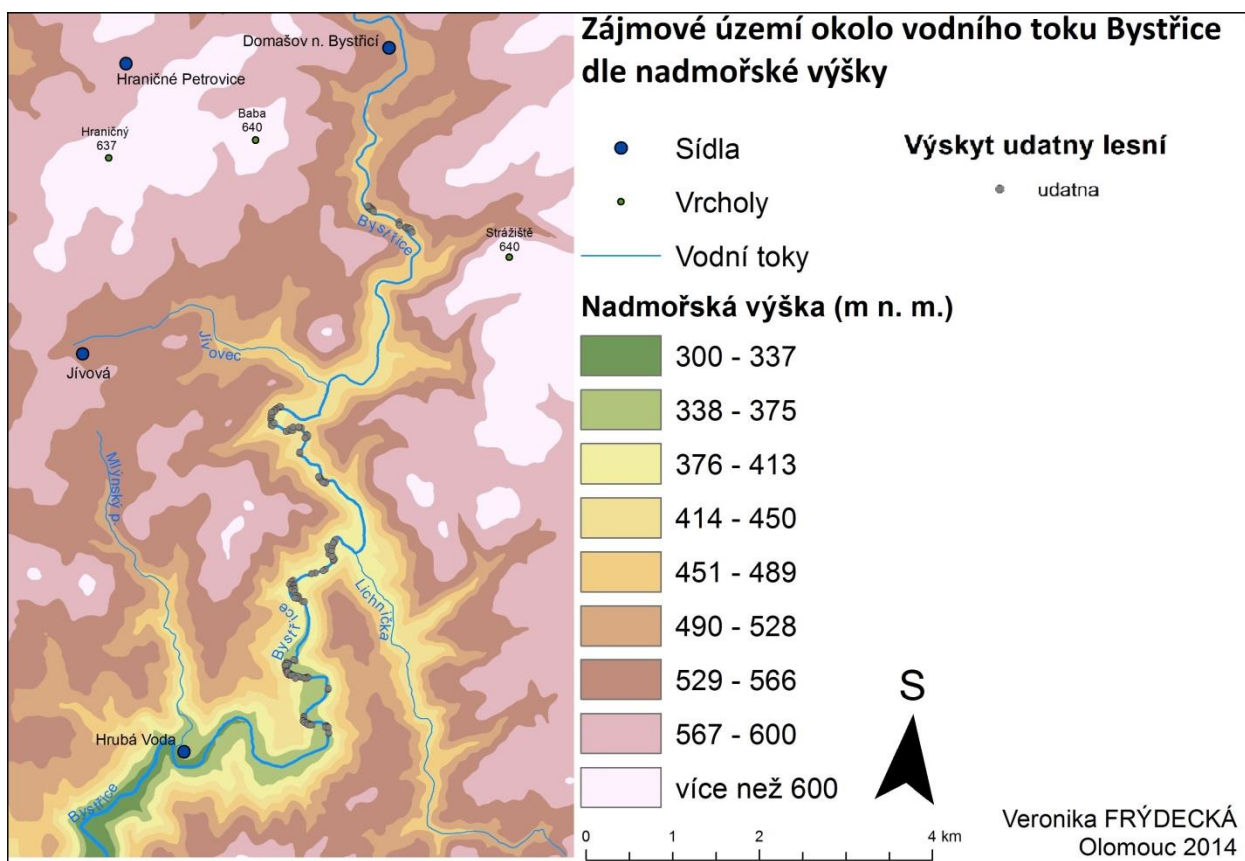 Zájmové území okolo vodního toku Bystřice
dle nadmořské výšky
Domašov n. Bystřicí
Hraničné Petrovice
Baba
640
Hraničný
637
Bystřice
Strážiště
640
Jívovec
Jívová
Mlýnský p.
Bystřice
Lichnička
Hrubá Voda
Bystřice
Sídla
Vrcholy
Vodní toky
Výskyt udatny lesní
udatna
Nadmořská výška (m n. m.)
300 - 337
338 - 375
376 - 413
414 - 450
451 - 489
490 - 528
529 - 566
567 - 600
více než 600
S
0 1 2 4 km
Veronika FRÝDECKÁ
Olomouc 2014